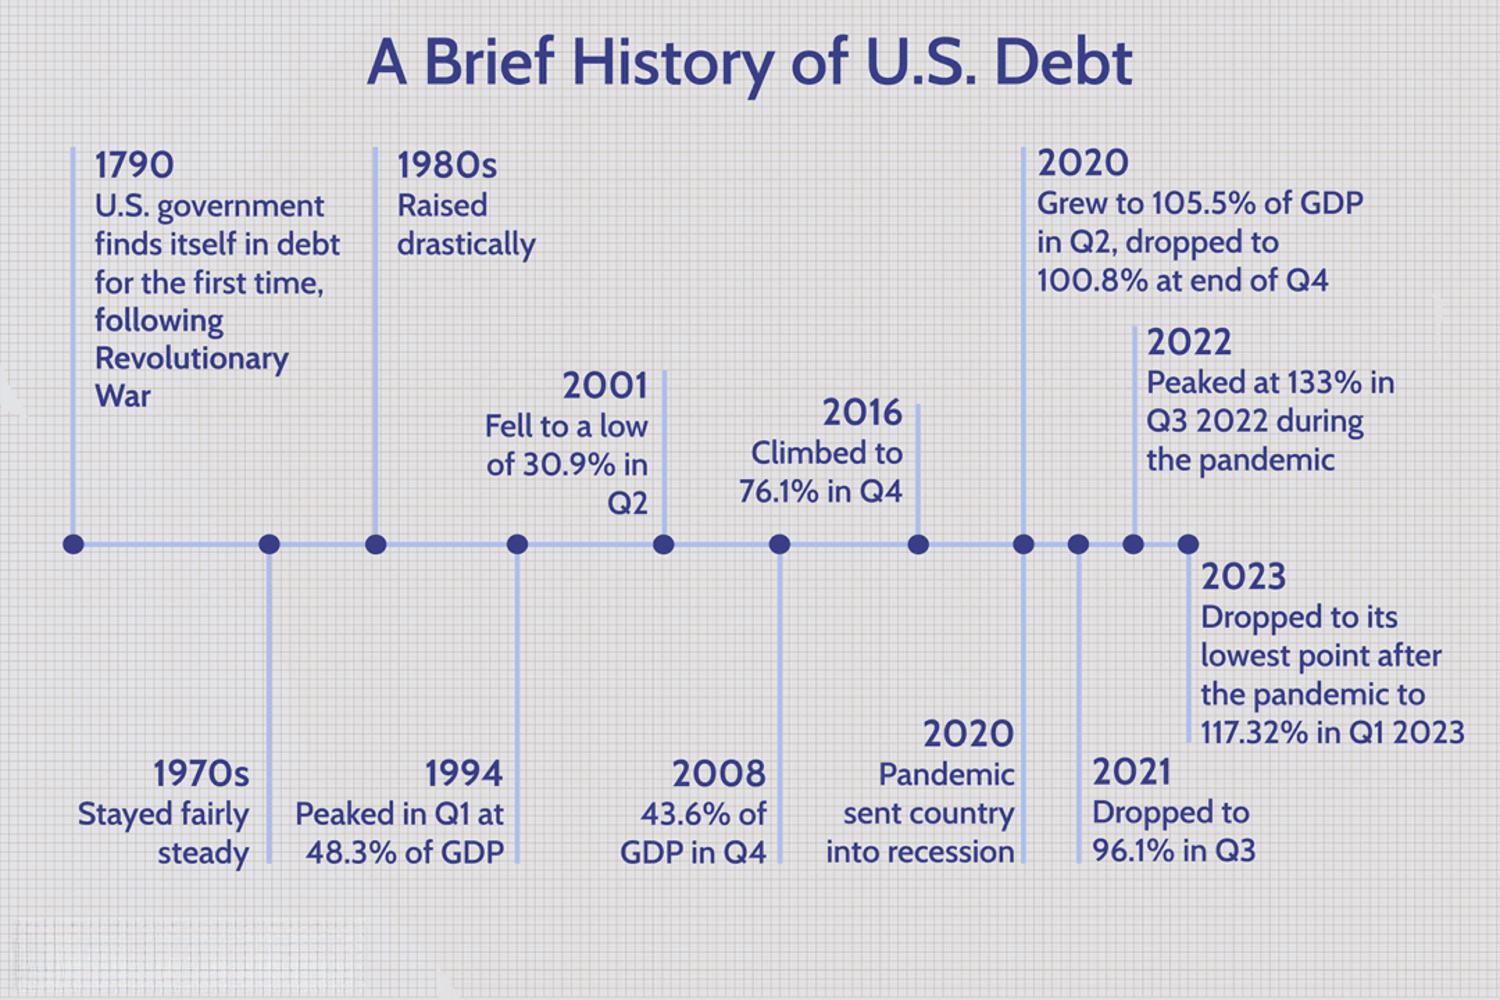 A Brief History of U.S. Debt
1790
U.S. government
finds itself in debt
for the first time,
following
Revolutionary
War
1980s
Raised
drastically
2001
Fell to a low
of 30.9% in
Q2
2016
Climbed to
76.1% in Q4
2020
Grew to 105.5% of GDP
in Q2, dropped to
100.8% at end of Q4
2022
Peaked at 133% in
Q3 2022 during
the pandemic
1970s
Stayed fairly
steady
1994
Peaked in Q1 at
48.3% of GDP
2008
43.6% of
GDP in Q4
2020
Pandemic
sent country
into recession
2021
Dropped to
96.1% in Q3
2023
Dropped to its
lowest point after
the pandemic to
117.32% in Q1 2023